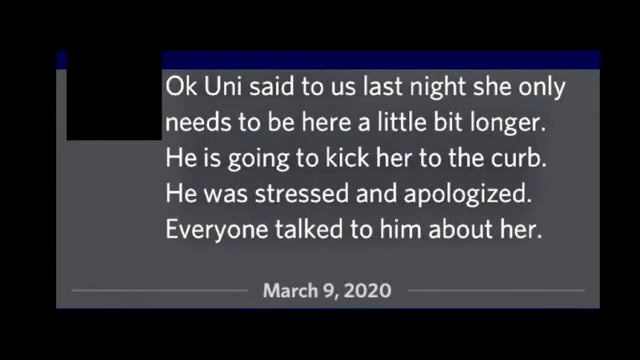 Ok Uni said to us last night she only
needs to be here a little bit longer.
He is going to kick her to the curb.
He was stressed and apologized.
Everyone talked to him about her.
March 9, 2020